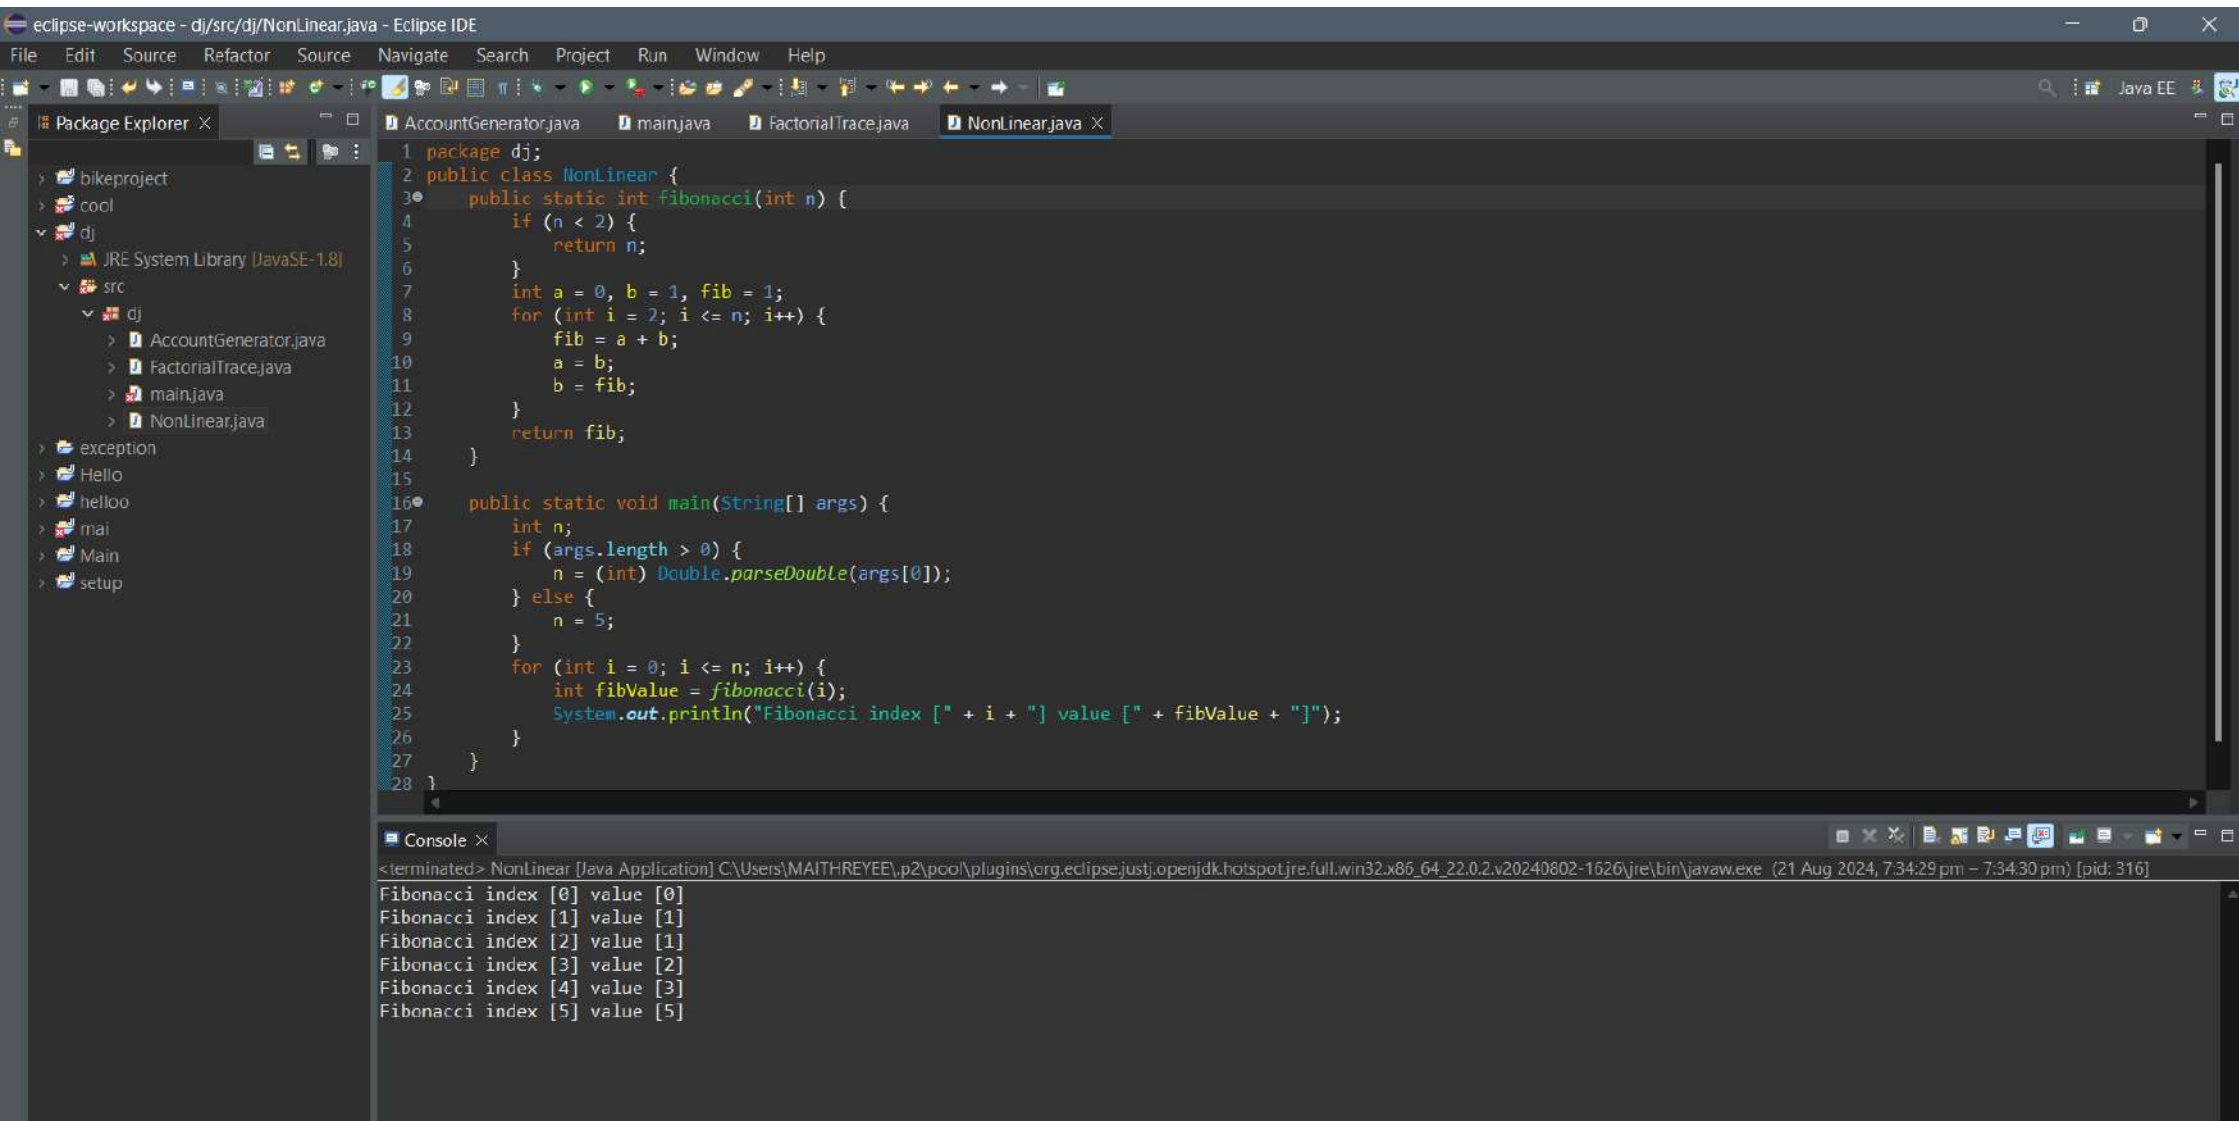 eclipse-workspace - dj/src/dj/NonLinear.java - Eclipse IDE
File Edit Source Refactor Source Navigate Search Project Run Window Help
Java EE
Package Explorer
bikeproject
cool
dj
JRE System Library [JavaSE-1.8]
src
dj
AccountGenerator.java
FactorialTrace.java
main.java
NonLinear.java
exception
Hello
helloo
mai
Main
setup
AccountGenerator.java main.java FactorialTrace.java NonLinear.java
1 package dj;
2 public class NonLinear {
3 public static int fibonacci(int n) {
4 if (n < 2) {
5 return n;
6 }
7 int a = 0, b = 1, fib = 1;
8 for (int i = 2; i <= n; i++) {
9 fib = a + b;
10 a = b;
11 b = fib;
12 }
13 return fib;
14 }
15
16 public static void main(String[] args) {
17 int n;
18 if (args.length > 0) {
19 n = (int) Double.parseDouble(args[0]);
20 } else {
21 n = 5;
22 }
23 for (int i = 0; i <= n; i++) {
24 int fibValue = fibonacci(i);
25 System.out.println("Fibonacci index [" + i + "] value [" + fibValue + "]");
26 }
27 }
28 }
Console
<terminated> NonLinear [Java Application] C:\Users\MAITHREYEE\.p2\pool\plugins\org.eclipse.justj.openjdk.hotspot.jre.full.win32.x86_64_22.0.2.v20240802-1626\jre\bin\javaw.exe (21 Aug 2024, 7:34:29 pm – 7:34:30 pm) [pid: 316]
Fibonacci index [0] value [0]
Fibonacci index [1] value [1]
Fibonacci index [2] value [1]
Fibonacci index [3] value [2]
Fibonacci index [4] value [3]
Fibonacci index [5] value [5]